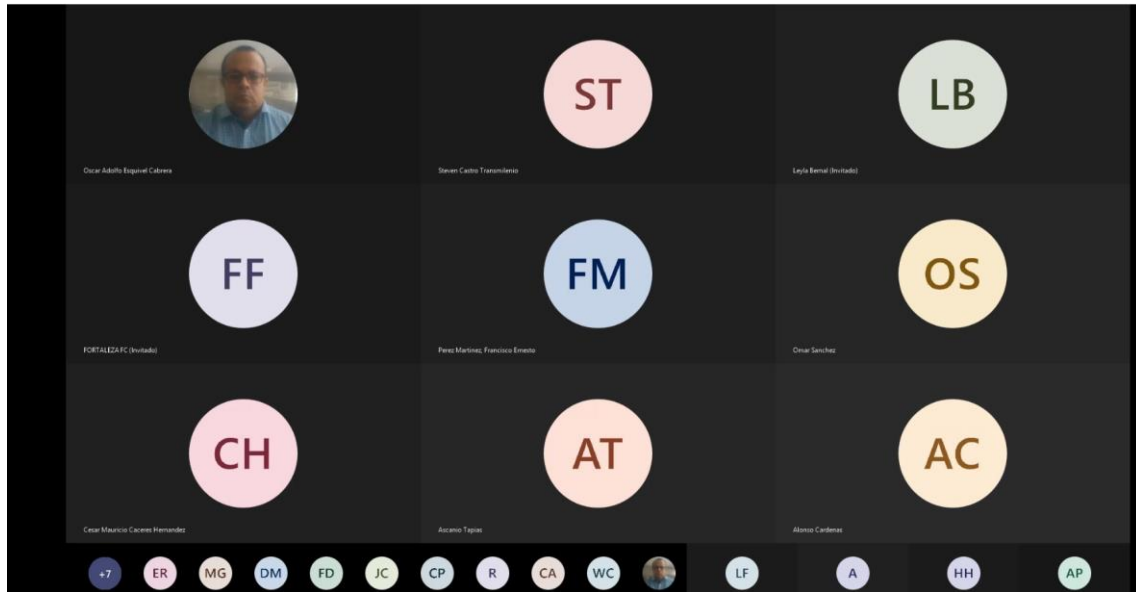 ST
LB
Oscar Adolfo Esquivel Cabrera
Steven Castro Transmilenio
Leyla Bernal (Invitado)
FF
FM
OS
FORTALEZA FC (Invitado)
Perez Martinez, Francisco Ernesto
Omar Sanchez
CH
AT
AC
Cesar Mauricio Caceres Hernandez
Ascanio Tapias
Alonso Cardenas
+7 ER MG DM FD JC CP R CA WC LF A HH AP